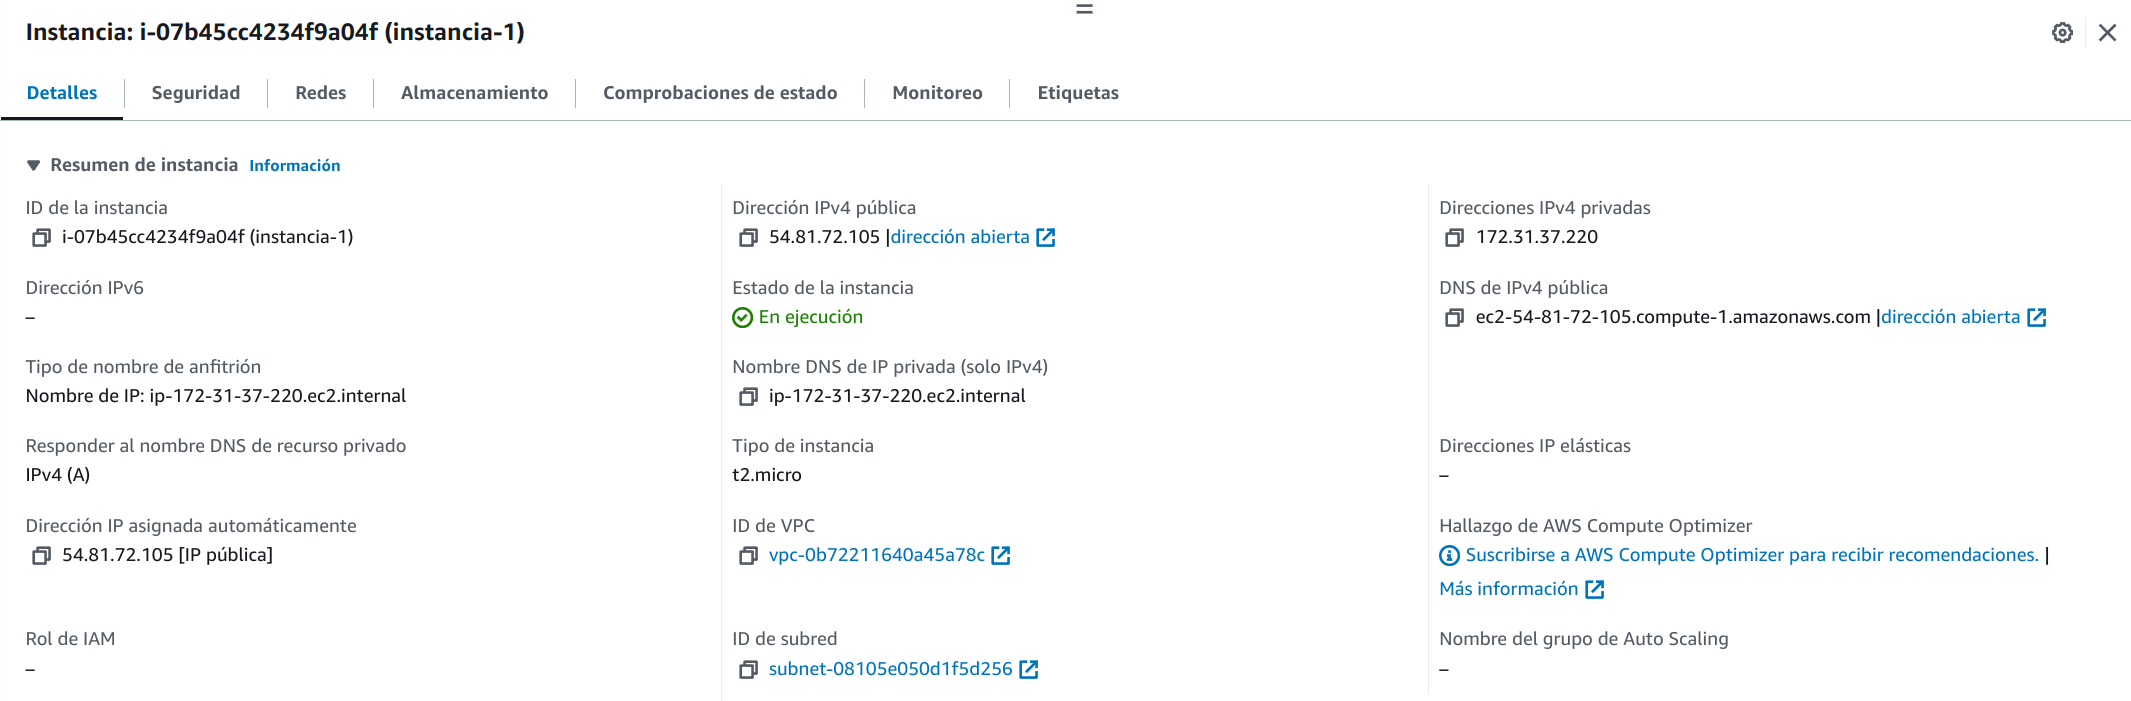 Instancia: i-07b45cc4234f9a04f (instancia-1)
Detalles
Seguridad
Redes
Almacenamiento
Comprobaciones de estado
Monitoreo
Etiquetas
Resumen de instancia Información
ID de la instancia
i-07b45cc4234f9a04f (instancia-1)
Dirección IPv4 pública
54.81.72.105 |dirección abierta
Direcciones IPv4 privadas
172.31.37.220
Dirección IPv6
–
Estado de la instancia
En ejecución
DNS de IPv4 pública
ec2-54-81-72-105.compute-1.amazonaws.com |dirección abierta
Tipo de nombre de anfitrión
Nombre de IP: ip-172-31-37-220.ec2.internal
Nombre DNS de IP privada (solo IPv4)
ip-172-31-37-220.ec2.internal
Responder al nombre DNS de recurso privado
IPv4 (A)
Tipo de instancia
t2.micro
Direcciones IP elásticas
–
Dirección IP asignada automáticamente
54.81.72.105 [IP pública]
ID de VPC
vpc-0b72211640a45a78c
Hallazgo de AWS Compute Optimizer
Suscribirse a AWS Compute Optimizer para recibir recomendaciones. |
Más información
Rol de IAM
–
ID de subred
subnet-08105e050d1f5d256
Nombre del grupo de Auto Scaling
–